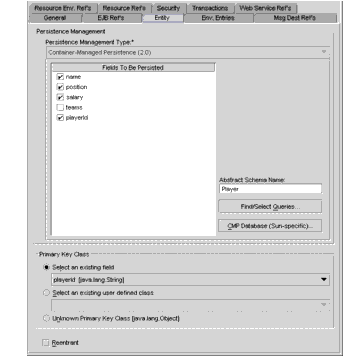 Resource Env. Ref's Resource Ref's Security Transactions Web Service Ref's
General EJB Ref's Entity Env. Entries Msg Dest Ref's
Persistence Management
Persistence Management Type:*
Container-Managed Persistence (2.0)
Fields To Be Persisted
name
position
salary
teams
playerId
Abstract Schema Name:
Player
Find/Select Queries...
CMP Database (Sun-specific)...
Primary Key Class
Select an existing field
playerId [java.lang.String]
Select an existing user defined class
Unknown Primary Key Class [java.lang.Object]
Reentrant